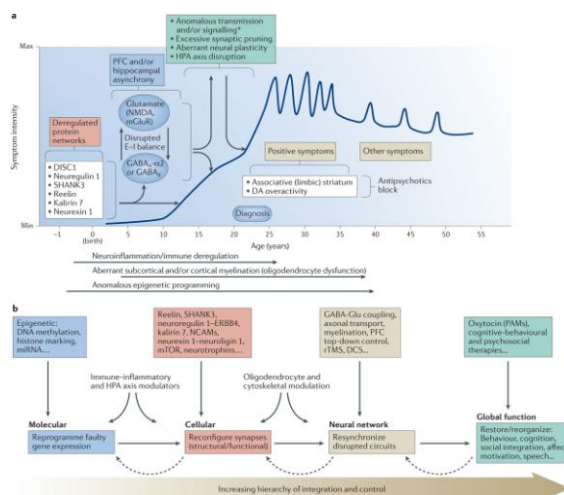 a
• Anomalous transmission
and/or signalling*
• Excessive synaptic pruning
• Aberrant neural plasticity
• HPA axis disruption
Max
PFC and/or
hippocampal
asynchrony
Glutamate
(NMDA,
mGluR)
Deregulated
protein
networks
Disrupted
E–I balance
Symptom intensity
• DISC1
• Neuregulin 1
• SHANK3
• Reelin
• Kalirin 7
• Neurexin 1
GABAA-α2
or GABAB
Positive symptoms
Other symptoms
• Associative (limbic) striatum
• DA overactivity
Antipsychotics
block
Diagnosis
Min
–1 0 5 10 15 20 25 30 35 40 45 50 55
(birth)
Age (years)
Neuroinflammation/immune deregulation
Aberrant subcortical and/or cortical myelination (oligodendrocyte dysfunction)
Anomalous epigenetic programming
b
Epigenetic:
DNA methylation,
histone marking,
miRNA…
Reelin, SHANK3,
neuroregulin 1–ERBB4,
kalirin 7, NCAMs,
neurexin 1–neuroligin 1,
mTOR, neurotrophins…
GABA-Glu coupling,
axonal transport,
myelination, PFC
top-down control,
rTMS, DCS…
Oxytocin (PAMs),
cognitive-behavioural
and psychosocial
therapies…
Immune-inflammatory
and HPA axis modulators
Oligodendrocyte and
cytoskeletal modulation
Molecular
Reprogramme faulty
gene expression
Cellular
Reconfigure synapses
(structural/functional)
Neural network
Resynchronize
disrupted circuits
Global function
Restore/reorganize:
Behaviour, cognition,
social integration, affect
motivation, speech…
Increasing hierarchy of integration and control